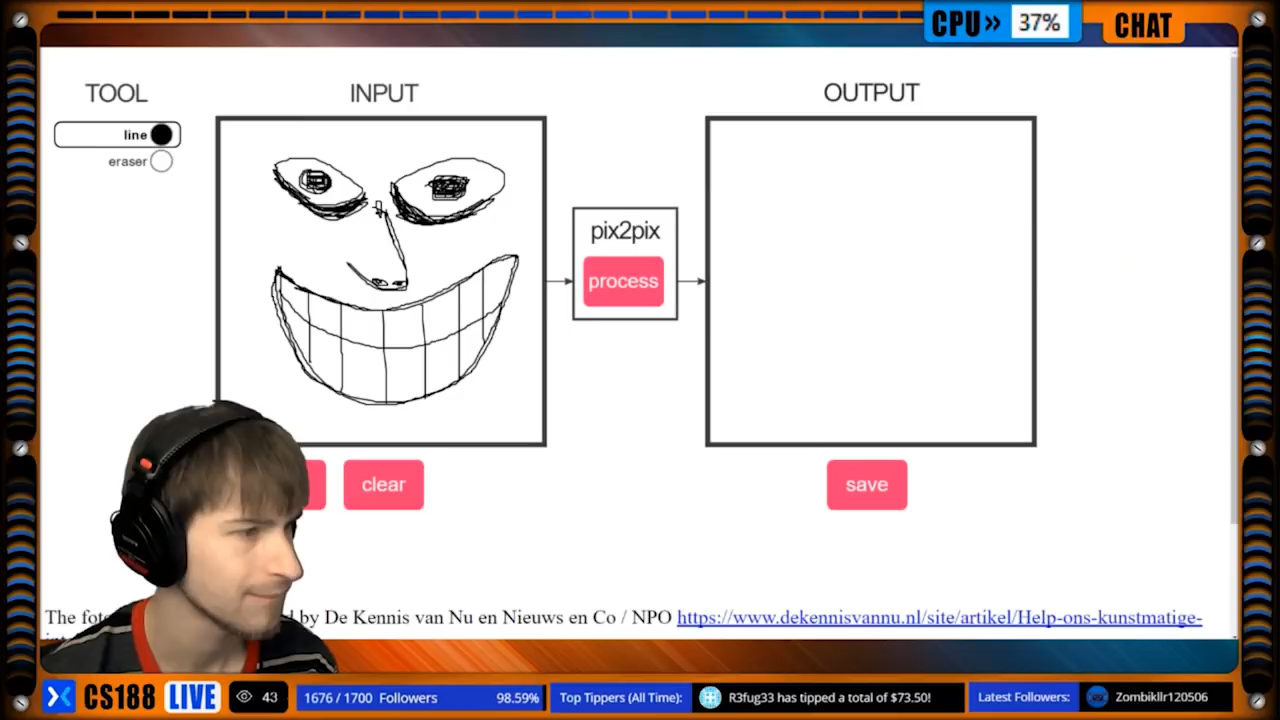 CPU» 37%
CHAT
TOOL
INPUT
OUTPUT
line
eraser
pix2pix
process
clear
save
The fot
by De Kennis van Nu en Nieuws en Co / NPO https://www.dekennisvannu.nl/site/artikel/Help-ons-kunstmatige-
CS188 LIVE
43
1676 / 1700 Followers 98.59%
Top Tippers (All Time):
R3fug33 has tipped a total of $73.50!
Latest Followers:
Zombikllr120506